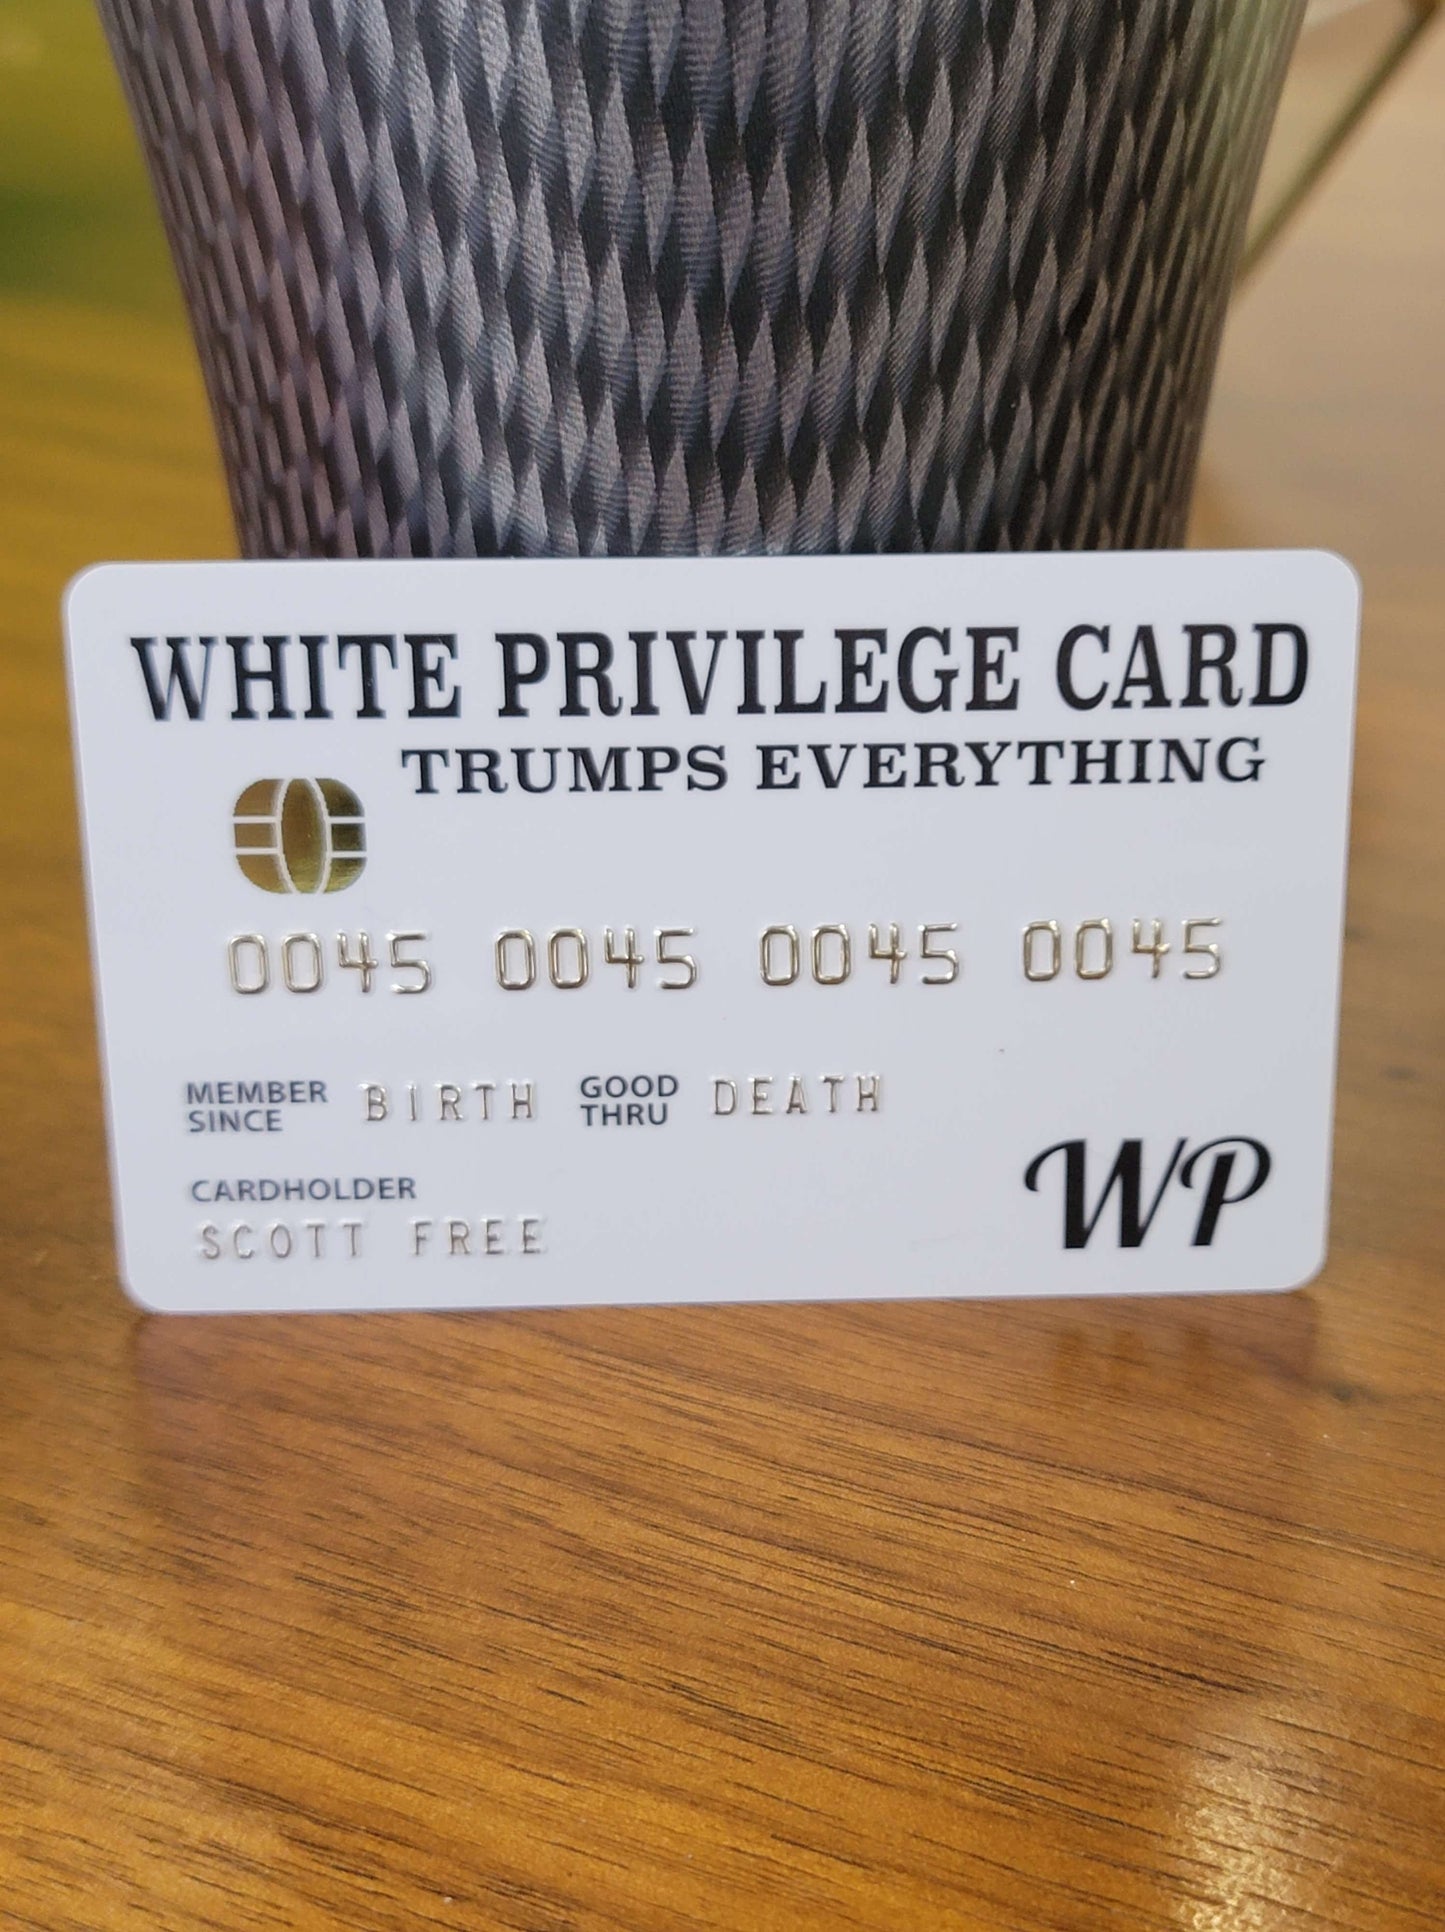 WHITE PRIVILEGE CARD
TRUMPS EVERYTHING
0045 0045 0045 0045
MEMBER SINCE BIRTH GOOD THRU DEATH
CARDHOLDER
SCOTT FREE
WP